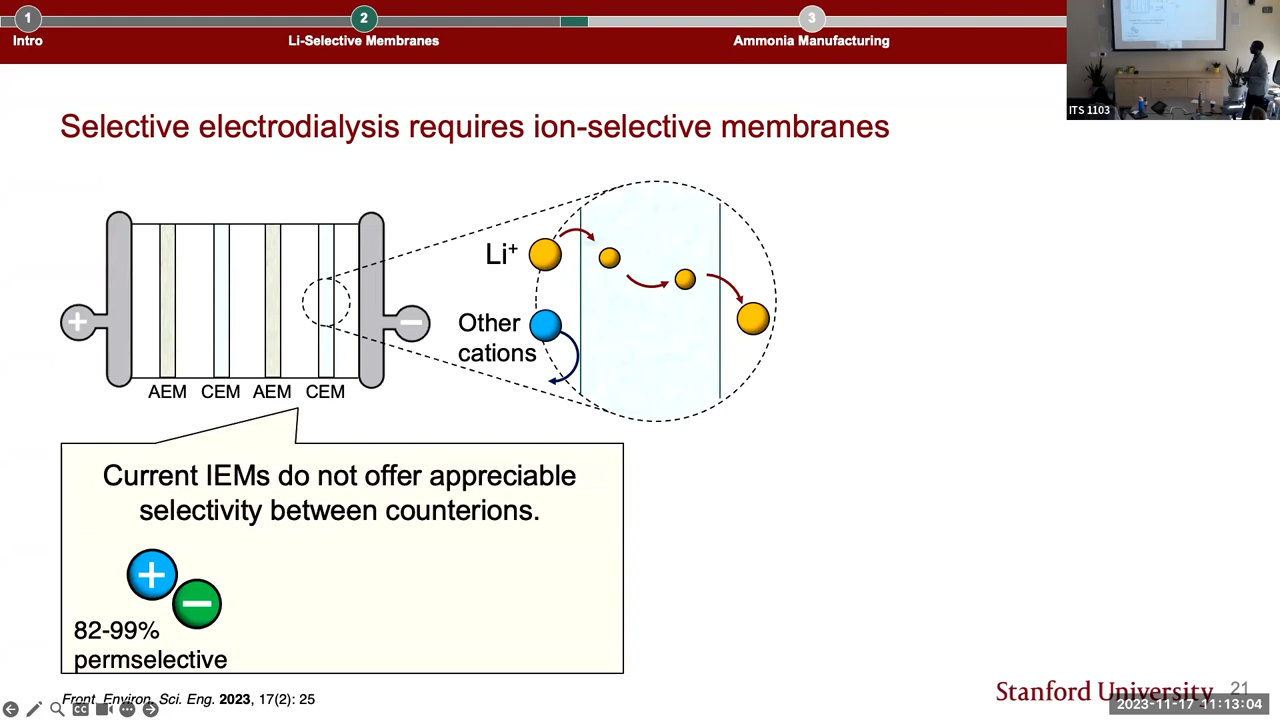 1
2
3
Intro
Li-Selective Membranes
Ammonia Manufacturing
ITS 1103
Selective electrodialysis requires ion-selective membranes
Li+
Other
cations
+
−
AEM CEM AEM CEM
Current IEMs do not offer appreciable
selectivity between counterions.
+
−
82-99%
permselective
Front. Environ. Sci. Eng. 2023, 17(2): 25
CC
Stanford University
21
2023-11-17 11:13:04